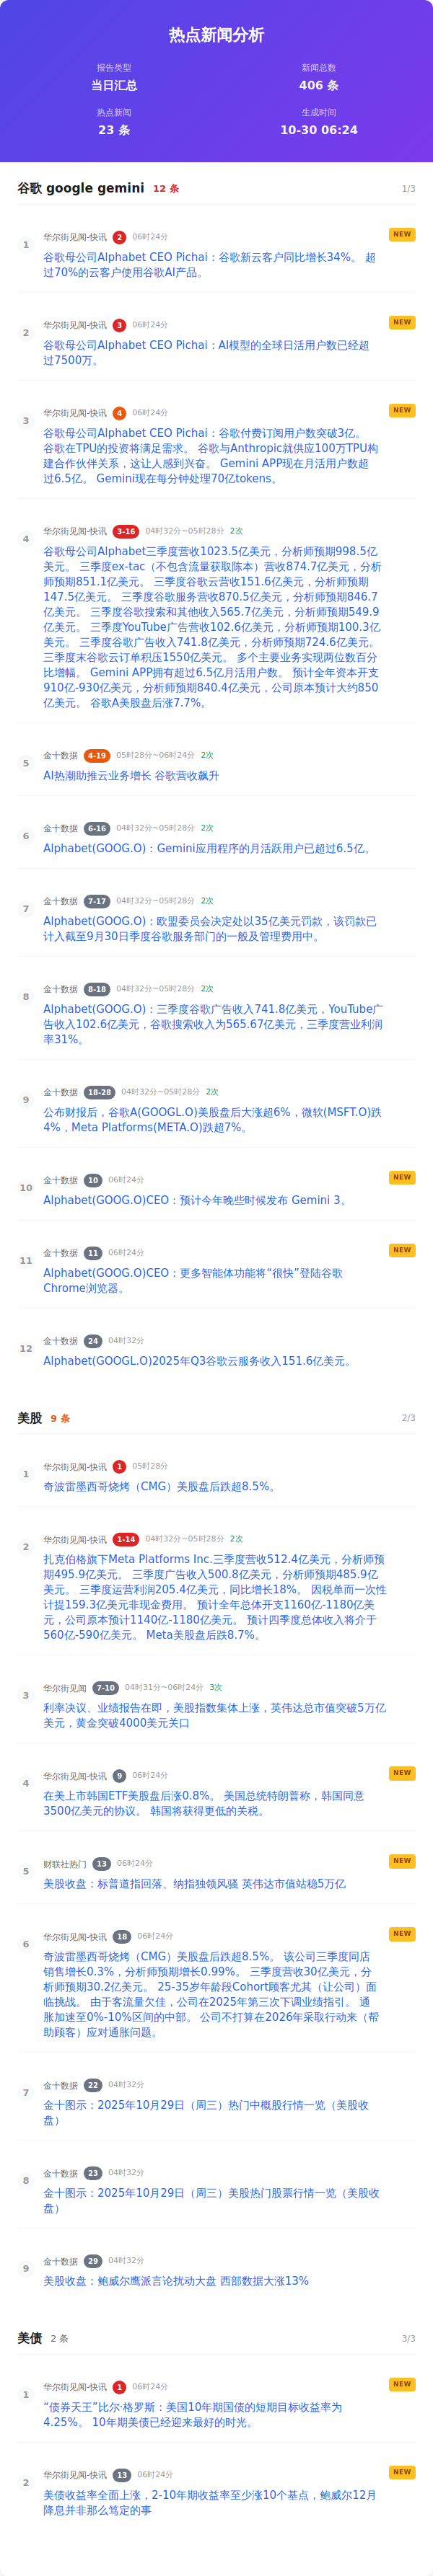 热点新闻分析
报告类型
当日汇总
新闻总数
406 条
热点新闻
23 条
生成时间
10-30 06:24
谷歌 google gemini 12 条 1/3
NEW
1
华尔街见闻-快讯 2 06时24分
谷歌母公司Alphabet CEO Pichai：谷歌新云客户同比增长34%。 超
过70%的云客户使用谷歌AI产品。
NEW
2
华尔街见闻-快讯 3 06时24分
谷歌母公司Alphabet CEO Pichai：AI模型的全球日活用户数已经超
过7500万。
NEW
3
华尔街见闻-快讯 4 06时24分
谷歌母公司Alphabet CEO Pichai：谷歌付费订阅用户数突破3亿。
谷歌在TPU的投资将满足需求。 谷歌与Anthropic就供应100万TPU构
建合作伙伴关系，这让人感到兴奋。 Gemini APP现在月活用户数超
过6.5亿。 Gemini现在每分钟处理70亿tokens。
4
华尔街见闻-快讯 3-16 04时32分~05时28分 2次
谷歌母公司Alphabet三季度营收1023.5亿美元，分析师预期998.5亿
美元。 三季度ex-tac（不包含流量获取陈本）营收874.7亿美元，分析
师预期851.1亿美元。 三季度谷歌云营收151.6亿美元，分析师预期
147.5亿美元。 三季度谷歌服务营收870.5亿美元，分析师预期846.7
亿美元。 三季度谷歌搜索和其他收入565.7亿美元，分析师预期549.9
亿美元。 三季度YouTube广告营收102.6亿美元，分析师预期100.3亿
美元。 三季度谷歌广告收入741.8亿美元，分析师预期724.6亿美元。
三季度末谷歌云订单积压1550亿美元。 多个主要业务实现两位数百分
比增幅。 Gemini APP拥有超过6.5亿月活用户数。 预计全年资本开支
910亿-930亿美元，分析师预期840.4亿美元，公司原本预计大约850
亿美元。 谷歌A美股盘后涨7.7%。
5
金十数据 4-19 05时28分~06时24分 2次
AI热潮助推云业务增长 谷歌营收飙升
6
金十数据 6-16 04时32分~05时28分 2次
Alphabet(GOOG.O)：Gemini应用程序的月活跃用户已超过6.5亿。
7
金十数据 7-17 04时32分~05时28分 2次
Alphabet(GOOG.O)：欧盟委员会决定处以35亿美元罚款，该罚款已
计入截至9月30日季度谷歌服务部门的一般及管理费用中。
8
金十数据 8-18 04时32分~05时28分 2次
Alphabet(GOOG.O)：三季度谷歌广告收入741.8亿美元，YouTube广
告收入102.6亿美元，谷歌搜索收入为565.67亿美元，三季度营业利润
率31%。
9
金十数据 18-28 04时32分~05时28分 2次
公布财报后，谷歌A(GOOGL.O)美股盘后大涨超6%，微软(MSFT.O)跌
4%，Meta Platforms(META.O)跌超7%。
NEW
10
金十数据 10 06时24分
Alphabet(GOOG.O)CEO：预计今年晚些时候发布 Gemini 3。
NEW
11
金十数据 11 06时24分
Alphabet(GOOG.O)CEO：更多智能体功能将“很快”登陆谷歌
Chrome浏览器。
12
金十数据 24 04时32分
Alphabet(GOOGL.O)2025年Q3谷歌云服务收入151.6亿美元。
美股 9 条 2/3
1
华尔街见闻-快讯 1 05时28分
奇波雷墨西哥烧烤（CMG）美股盘后跌超8.5%。
2
华尔街见闻-快讯 1-14 04时32分~05时28分 2次
扎克伯格旗下Meta Platforms Inc.三季度营收512.4亿美元，分析师预
期495.9亿美元。 三季度广告收入500.8亿美元，分析师预期485.9亿
美元。 三季度运营利润205.4亿美元，同比增长18%。 因税单而一次性
计提159.3亿美元非现金费用。 预计全年总体开支1160亿-1180亿美
元，公司原本预计1140亿-1180亿美元。 预计四季度总体收入将介于
560亿-590亿美元。 Meta美股盘后跌8.7%。
3
华尔街见闻 7-10 04时31分~06时24分 3次
利率决议、业绩报告在即，美股指数集体上涨，英伟达总市值突破5万亿
美元，黄金突破4000美元关口
NEW
4
华尔街见闻-快讯 9 06时24分
在美上市韩国ETF美股盘后涨0.8%。 美国总统特朗普称，韩国同意
3500亿美元的协议。 韩国将获得更低的关税。
NEW
5
财联社热门 13 06时24分
美股收盘：标普道指回落、纳指独领风骚 英伟达市值站稳5万亿
NEW
6
华尔街见闻-快讯 18 06时24分
奇波雷墨西哥烧烤（CMG）美股盘后跌超8.5%。 该公司三季度同店
销售增长0.3%，分析师预期增长0.99%。 三季度营收30亿美元，分
析师预期30.2亿美元。 25-35岁年龄段Cohort顾客尤其（让公司）面
临挑战。 由于客流量欠佳，公司在2025年第三次下调业绩指引。 通
胀加速至0%-10%区间的中部。 公司不打算在2026年采取行动来（帮
助顾客）应对通胀问题。
7
金十数据 22 04时32分
金十图示：2025年10月29日（周三）热门中概股行情一览（美股收
盘）
8
金十数据 23 04时32分
金十图示：2025年10月29日（周三）美股热门股票行情一览（美股收
盘）
9
金十数据 29 04时32分
美股收盘：鲍威尔鹰派言论扰动大盘 西部数据大涨13%
美债 2 条 3/3
NEW
1
华尔街见闻-快讯 1 06时24分
“债券天王”比尔·格罗斯：美国10年期国债的短期目标收益率为
4.25%。 10年期美债已经迎来最好的时光。
NEW
2
华尔街见闻-快讯 13 06时24分
美债收益率全面上涨，2-10年期收益率至少涨10个基点，鲍威尔12月
降息并非那么笃定的事